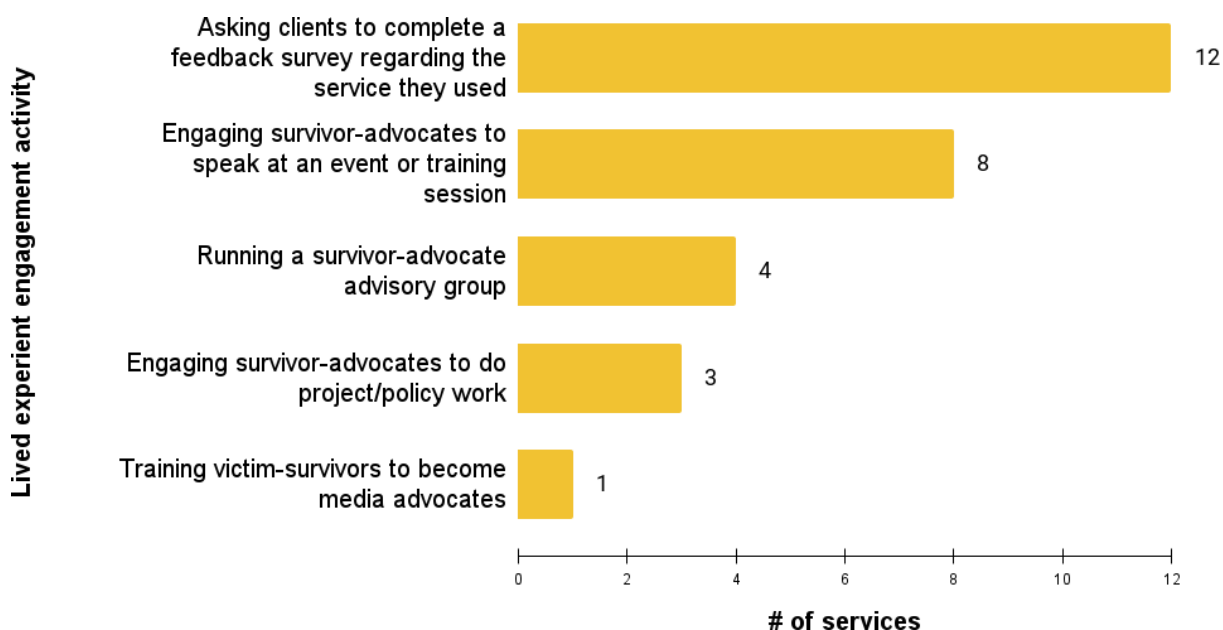 Lived experient engagement activity
Asking clients to complete a
feedback survey regarding the
service they used
12
Engaging survivor-advocates to
speak at an event or training
session
8
Running a survivor-advocate
advisory group
4
Engaging survivor-advocates to do
project/policy work
3
Training victim-survivors to become
media advocates
1
0 2 4 6 8 10 12
# of services